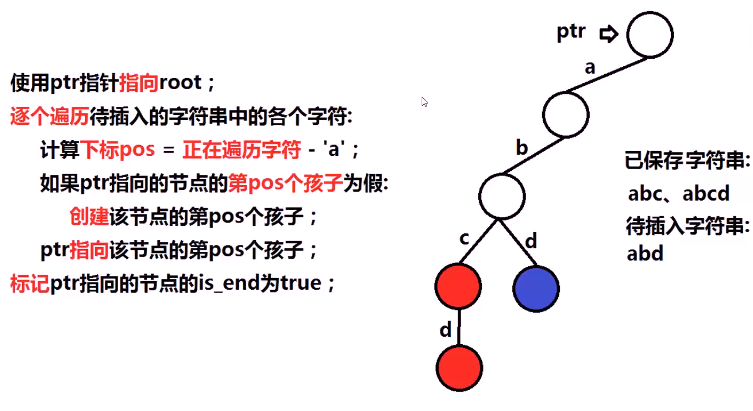 使用ptr指针指向root；
逐个遍历待插入的字符串中的各个字符:
计算下标pos = 正在遍历字符 - 'a'；
如果ptr指向的节点的第pos个孩子为假:
创建该节点的第pos个孩子；
ptr指向该节点的第pos个孩子；
标记ptr指向的节点的is_end为true；
ptr
a
b
c
d
d
已保存字符串:
abc、abcd
待插入字符串:
abd